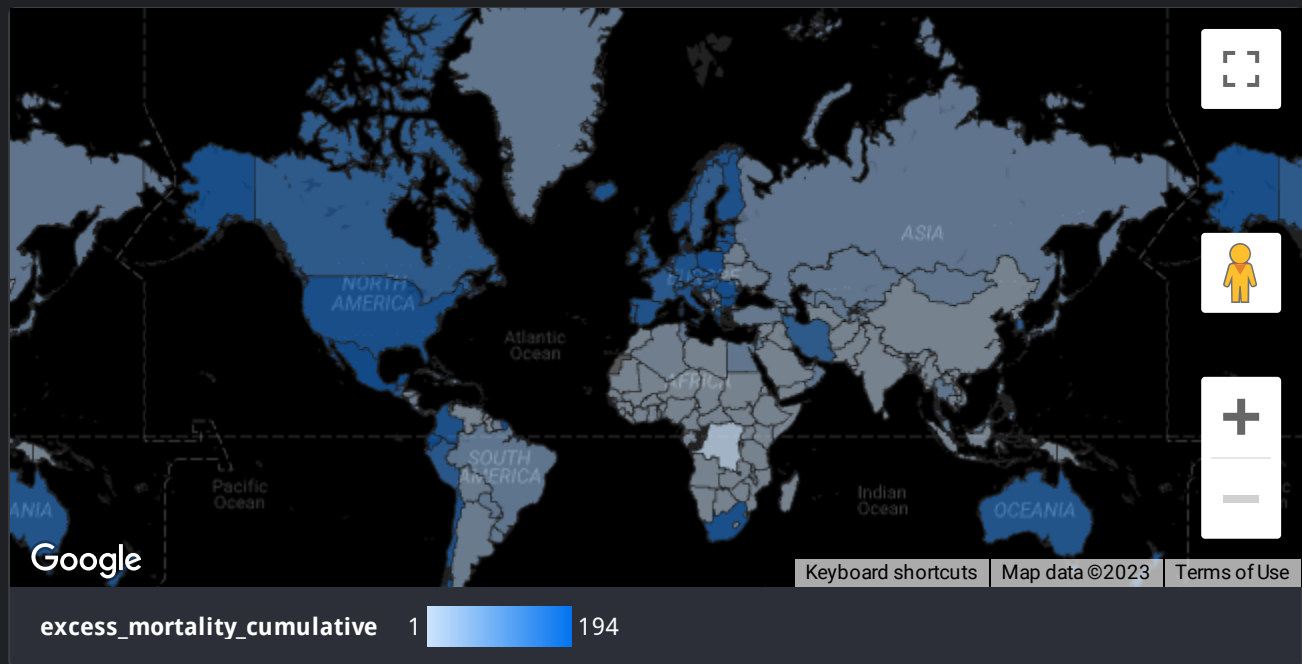 ASIA
NORTH
AMERICA
EUROPE
Atlantic
Ocean
AFRICA
SOUTH
AMERICA
Pacific
Ocean
Indian
Ocean
ANIA
OCEANIA
Google
Keyboard shortcuts
Map data ©2023
Terms of Use
excess_mortality_cumulative
1
194